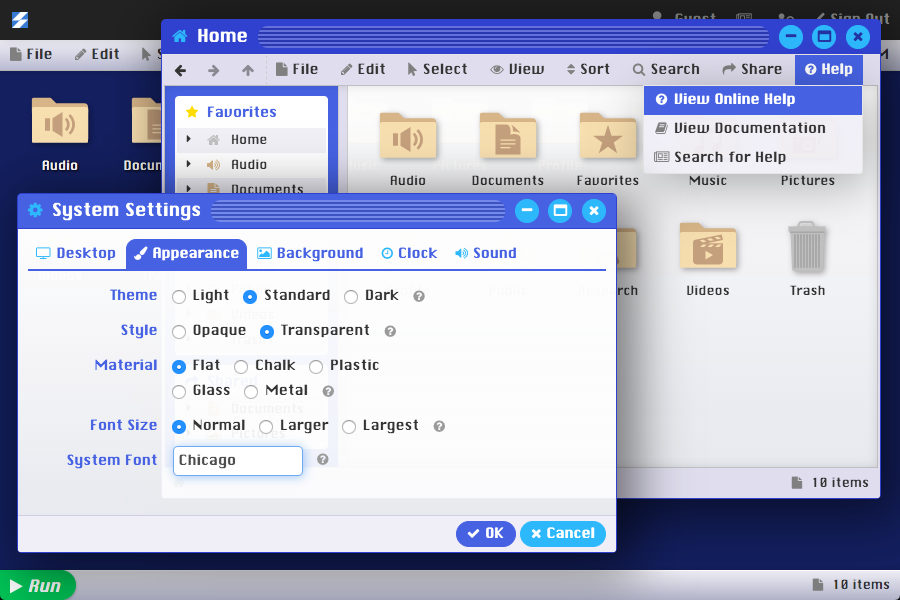 Guest
Sign Out
File Edit
Home
File Edit Select View Sort Search Share Help
View Online Help
View Documentation
Search for Help
Favorites
Home
Audio
Documents
Audio
Audio Documents Favorites Music Pictures
Videos Trash
10 items
System Settings
Desktop Appearance Background Clock Sound
Theme Light Standard Dark
Style Opaque Transparent
Material Flat Chalk Plastic
Glass Metal
Font Size Normal Larger Largest
System Font Chicago
OK Cancel
Run
10 items